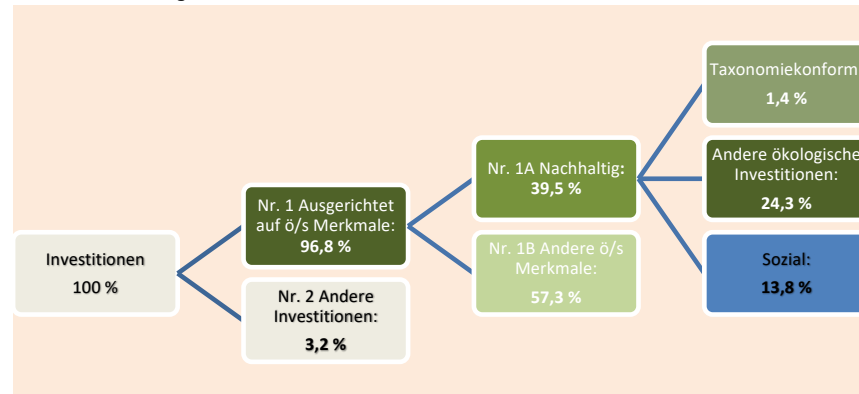 Investitionen
100 %
Nr. 1 Ausgerichtet
auf ö/s Merkmale:
96,8 %
Nr. 2 Andere
Investitionen:
3,2 %
Nr. 1A Nachhaltig:
39,5 %
Nr. 1B Andere ö/s
Merkmale:
57,3 %
Taxonomiekonform
1,4 %
Andere ökologische
Investitionen:
24,3 %
Sozial:
13,8 %